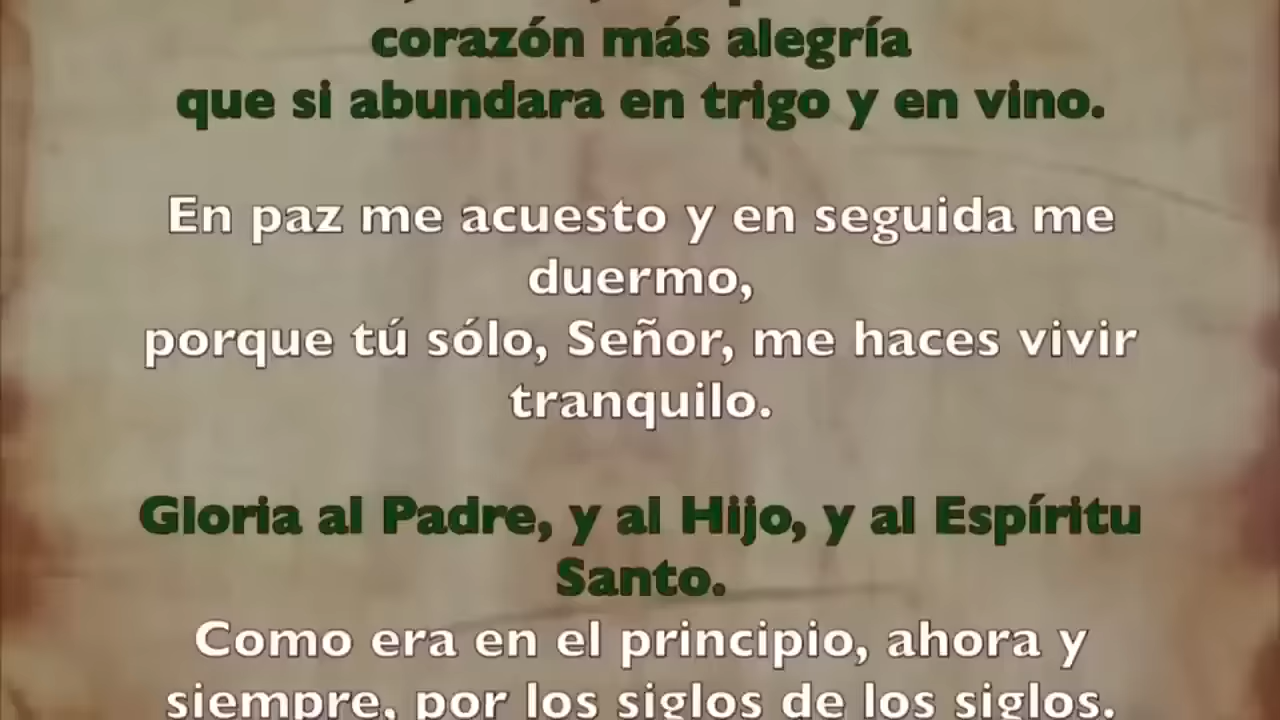 corazón más alegría
que si abundara en trigo y en vino.
En paz me acuesto y en seguida me
duermo,
porque tú sólo, Señor, me haces vivir
tranquilo.
Gloria al Padre, y al Hijo, y al Espíritu
Santo.
Como era en el principio, ahora y
siempre, por los siglos de los siglos.